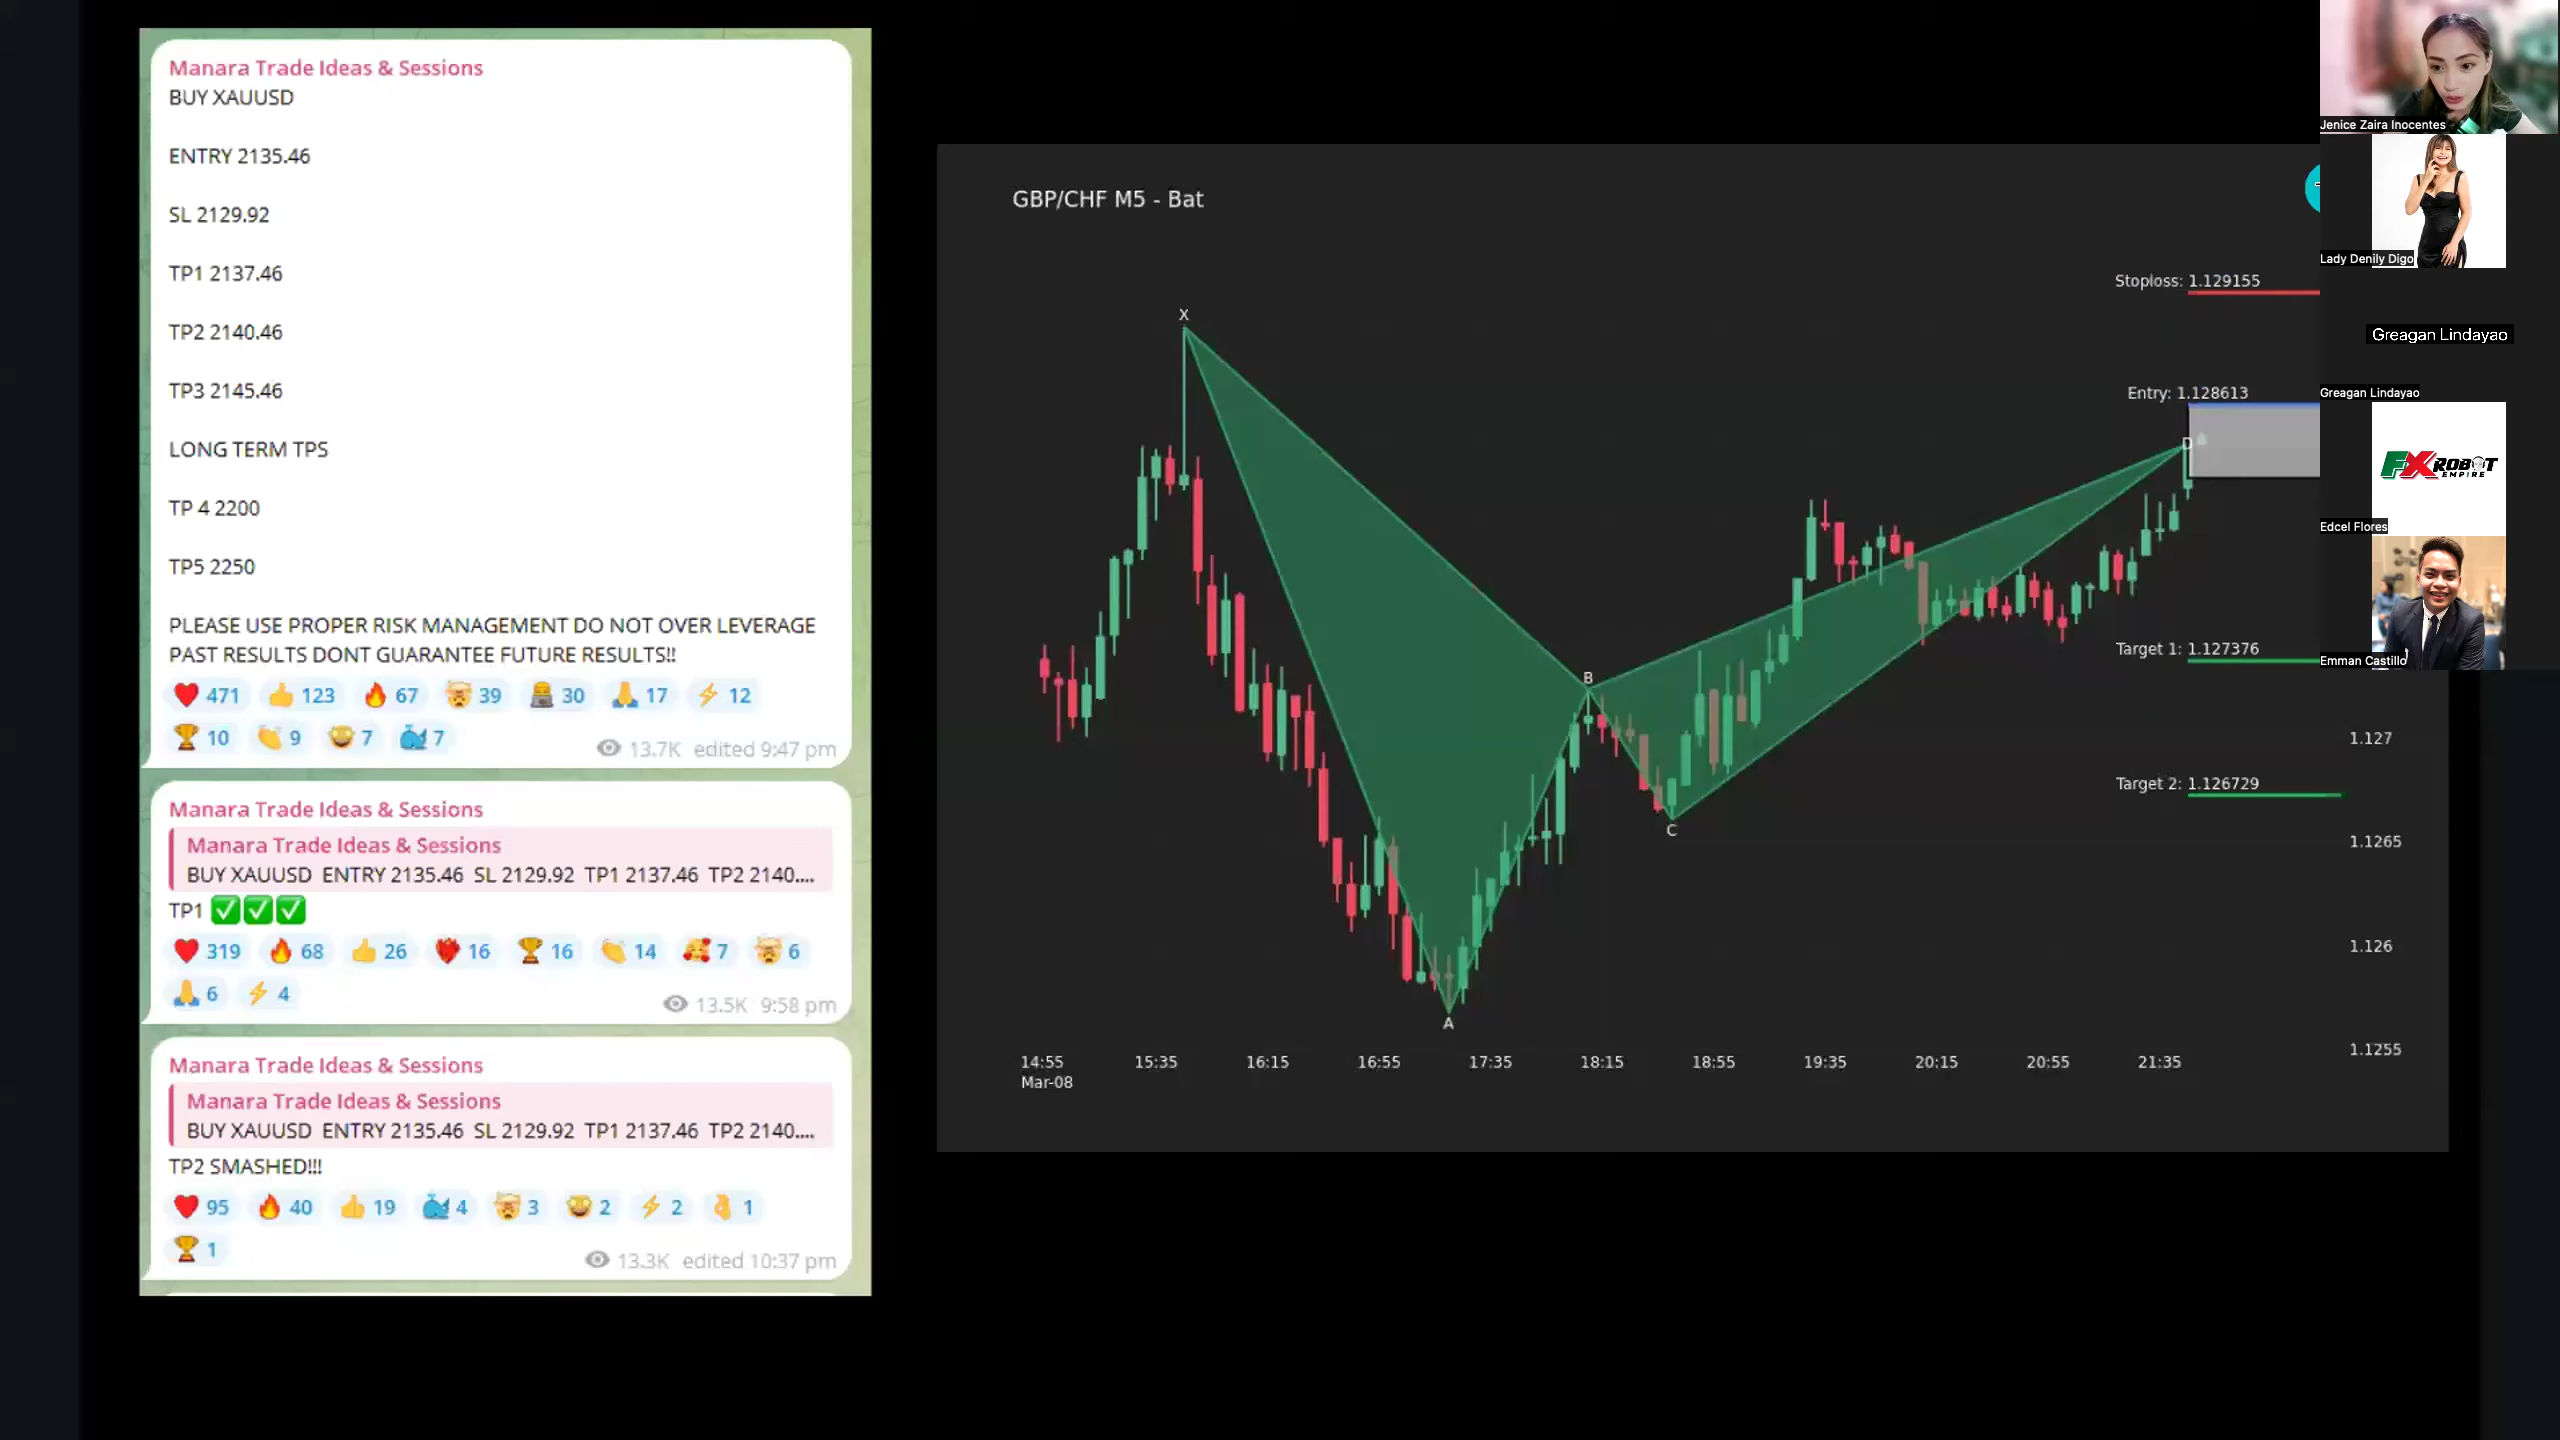 Manara Trade Ideas & Sessions
BUY XAUUSD
ENTRY 2135.46
SL 2129.92
TP1 2137.46
TP2 2140.46
TP3 2145.46
LONG TERM TPS
TP 4 2200
TP5 2250
PLEASE USE PROPER RISK MANAGEMENT DO NOT OVER LEVERAGE
PAST RESULTS DONT GUARANTEE FUTURE RESULTS!!
❤️ 471 👍 123 🔥 67 🤯 39 👨‍💻 30 🙏 17 ⚡ 12
🏆 10 👏 9 🤩 7 🐳 7
13.7K edited 9:47 pm
Manara Trade Ideas & Sessions
Manara Trade Ideas & Sessions
BUY XAUUSD ENTRY 2135.46 SL 2129.92 TP1 2137.46 TP2 2140....
TP1 ✅✅✅
❤️ 319 🔥 68 👍 26 ❤️‍🔥 16 🏆 16 👏 14 🥰 7 🤯 6
🙏 6 ⚡ 4
13.5K 9:58 pm
Manara Trade Ideas & Sessions
Manara Trade Ideas & Sessions
BUY XAUUSD ENTRY 2135.46 SL 2129.92 TP1 2137.46 TP2 2140....
TP2 SMASHED!!!
❤️ 95 🔥 40 👍 19 🐳 4 🤯 3 🤩 2 ⚡ 2 👌 1
🏆 1
13.3K edited 10:37 pm
GBP/CHF M5 - Bat
Stoploss: 1.129155
X
Entry: 1.128613
D
Target 1: 1.127376
B
1.127
Target 2: 1.126729
C
1.1265
1.126
A
1.1255
14:55 15:35 16:15 16:55 17:35 18:15 18:55 19:35 20:15 20:55 21:35
Mar-08
Jenice Zaira Inocentes
Lady Denily Digo
Greagan Lindayao
Greagan Lindayao
FX ROBOT
EMPIRE
Edcel Flores
Emman Castillo